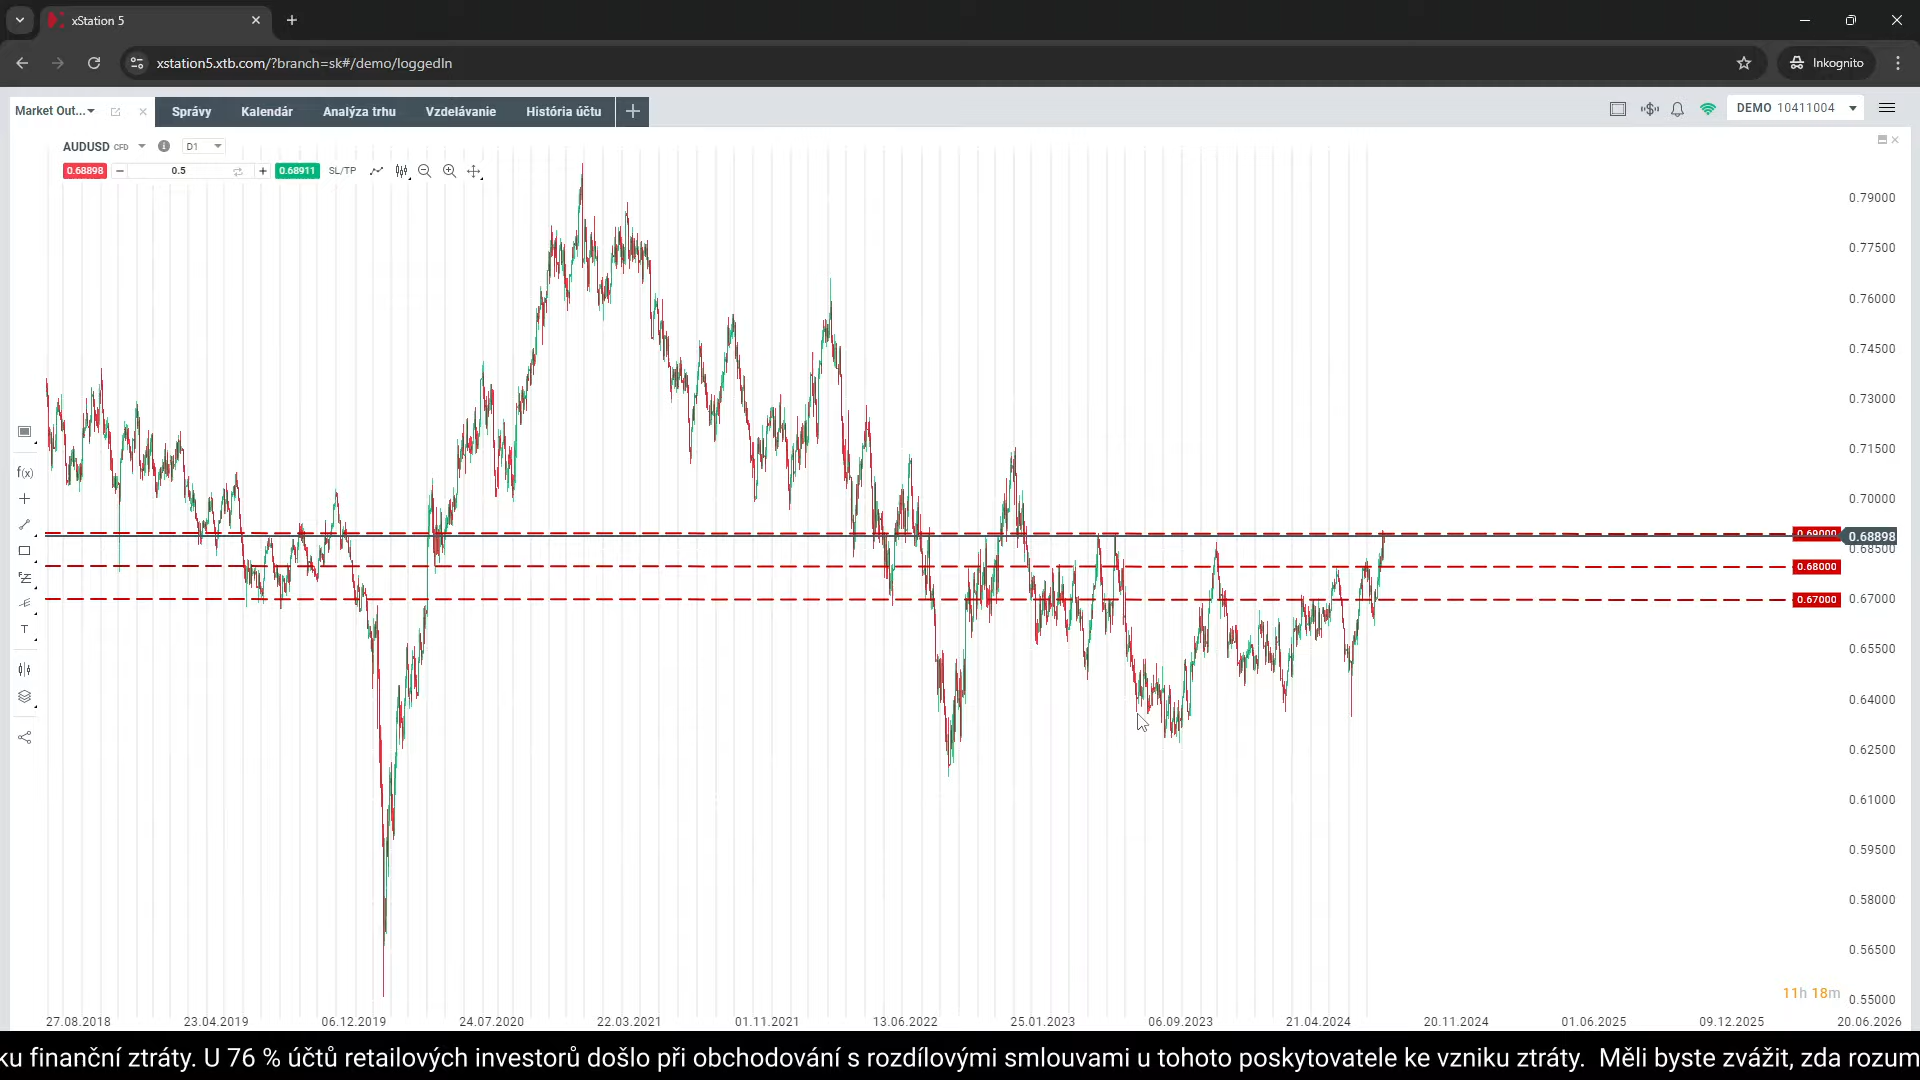 xStation 5
xstation5.xtb.com/?branch=sk#/demo/loggedIn
Inkognito
Market Out...
Správy
Kalendár
Analýza trhu
Vzdelávanie
História účtu
DEMO 10411004
AUDUSD CFD
D1
0.68898
0.5
0.68911
SL/TP
0.79000
0.77500
0.76000
0.74500
0.73000
0.71500
f(x)
0.70000
0.69000
0.68898
0.68500
0.68000
0.67000
0.67000
T
0.65500
0.64000
0.62500
0.61000
0.59500
0.58000
0.56500
11h 18m
0.55000
27.08.2018
23.04.2019
06.12.2019
24.07.2020
22.03.2021
01.11.2021
13.06.2022
25.01.2023
06.09.2023
21.04.2024
20.11.2024
01.06.2025
09.12.2025
20.06.2026
ku finanční ztráty. U 76 % účtů retailových investorů došlo při obchodování s rozdílovými smlouvami u tohoto poskytovatele ke vzniku ztráty. Měli byste zvážit, zda rozum